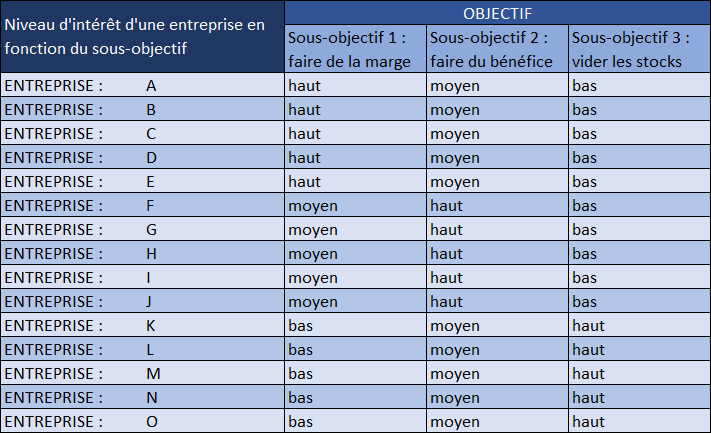 Niveau d'intérêt d'une entreprise en
fonction du sous-objectif
OBJECTIF
Sous-objectif 1 :
faire de la marge
Sous-objectif 2 :
faire du bénéfice
Sous-objectif 3 :
vider les stocks
ENTREPRISE : A haut moyen bas
ENTREPRISE : B haut moyen bas
ENTREPRISE : C haut moyen bas
ENTREPRISE : D haut moyen bas
ENTREPRISE : E haut moyen bas
ENTREPRISE : F moyen haut bas
ENTREPRISE : G moyen haut bas
ENTREPRISE : H moyen haut bas
ENTREPRISE : I moyen haut bas
ENTREPRISE : J moyen haut bas
ENTREPRISE : K bas moyen haut
ENTREPRISE : L bas moyen haut
ENTREPRISE : M bas moyen haut
ENTREPRISE : N bas moyen haut
ENTREPRISE : O bas moyen haut